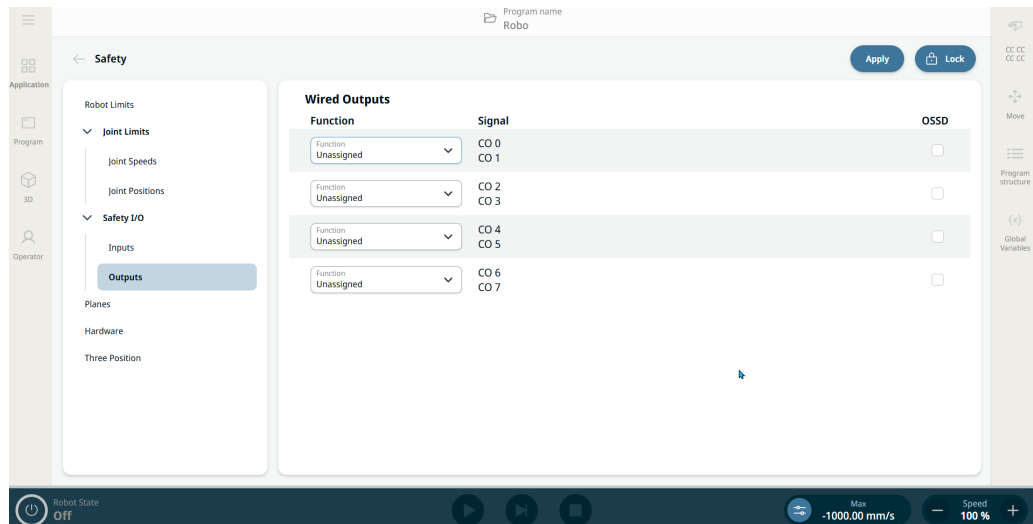 Program name
Robo
Safety
Apply
Lock
Application
Program
3D
Operator
Robot Limits
Joint Limits
Joint Speeds
Joint Positions
Safety I/O
Inputs
Outputs
Planes
Hardware
Three Position
Wired Outputs
Function
Signal
OSSD
Function
Unassigned
CO 0
CO 1
Function
Unassigned
CO 2
CO 3
Function
Unassigned
CO 4
CO 5
Function
Unassigned
CO 6
CO 7
CC CC
CC CC
Move
Program
structure
{x}
Global
Variables
Robot State
Off
Max
-1000.00 mm/s
Speed
100 %